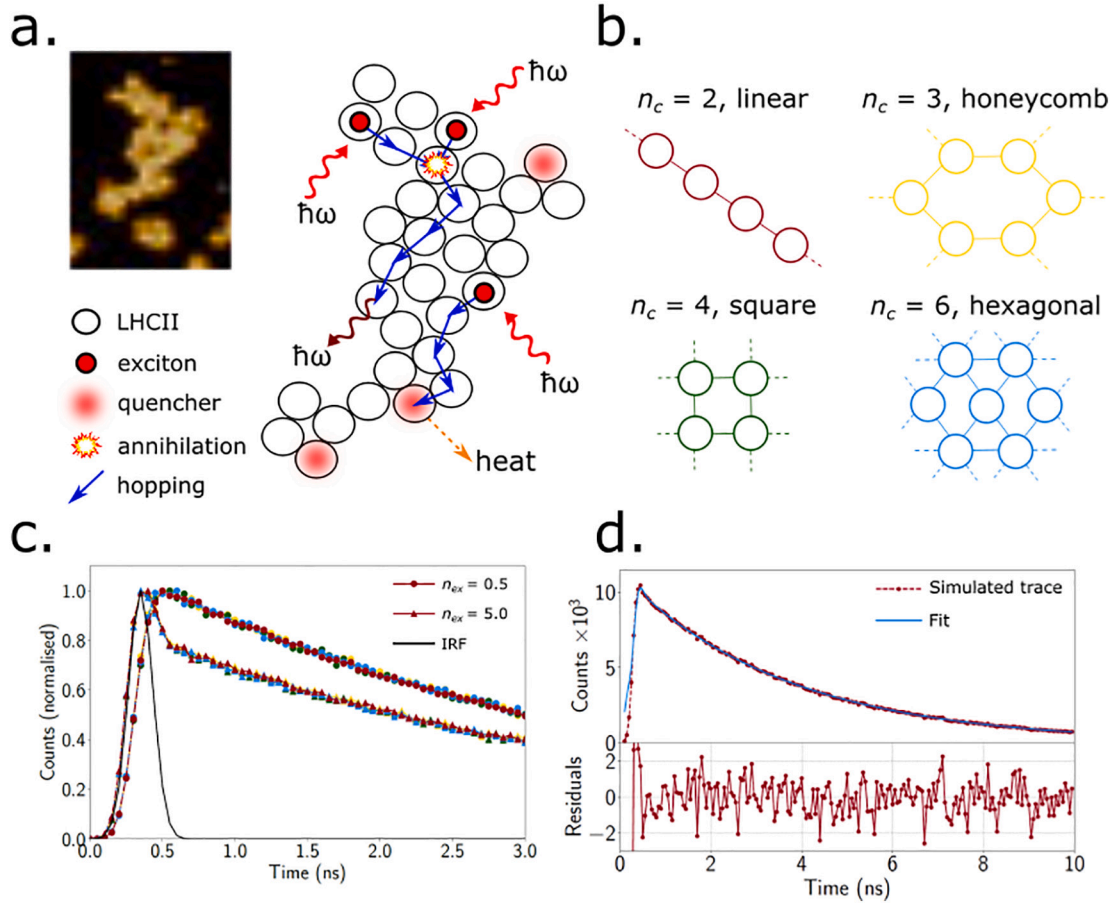 a.
ħω
ħω
ħω
ħω
heat
LHCII
exciton
quencher
annihilation
hopping
b.
n_c = 2, linear
n_c = 3, honeycomb
n_c = 4, square
n_c = 6, hexagonal
c.
n_ex = 0.5
n_ex = 5.0
IRF
Counts (normalised)
1.0
0.8
0.6
0.4
0.2
0.0
0.0 0.5 1.0 1.5 2.0 2.5 3.0
Time (ns)
d.
Simulated trace
Fit
Counts ×10³
10
5
0
Residuals
2
0
−2
0 2 4 6 8 10
Time (ns)